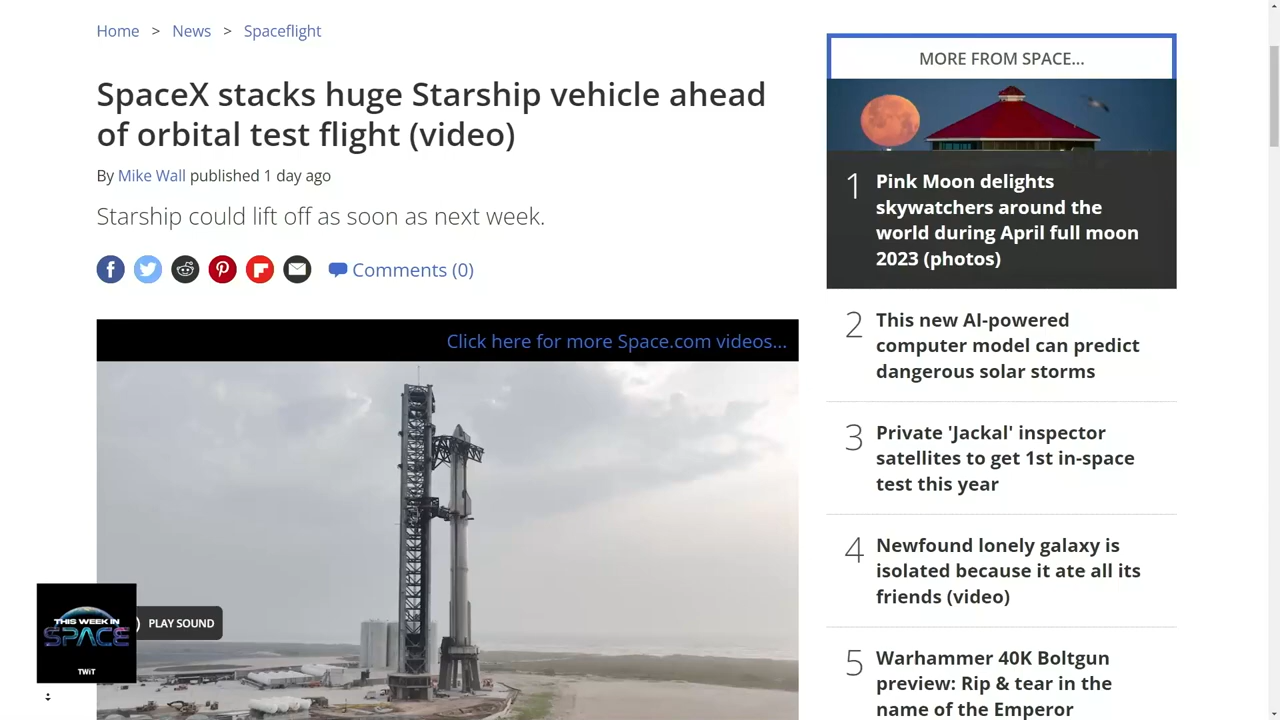 Home > News > Spaceflight
SpaceX stacks huge Starship vehicle ahead
of orbital test flight (video)
By Mike Wall published 1 day ago
Starship could lift off as soon as next week.
Comments (0)
Click here for more Space.com videos...
PLAY SOUND
THIS WEEK IN
SPACE
TWiT
MORE FROM SPACE...
1
Pink Moon delights
skywatchers around the
world during April full moon
2023 (photos)
2
This new AI-powered
computer model can predict
dangerous solar storms
3
Private 'Jackal' inspector
satellites to get 1st in-space
test this year
4
Newfound lonely galaxy is
isolated because it ate all its
friends (video)
5
Warhammer 40K Boltgun
preview: Rip & tear in the
name of the Emperor